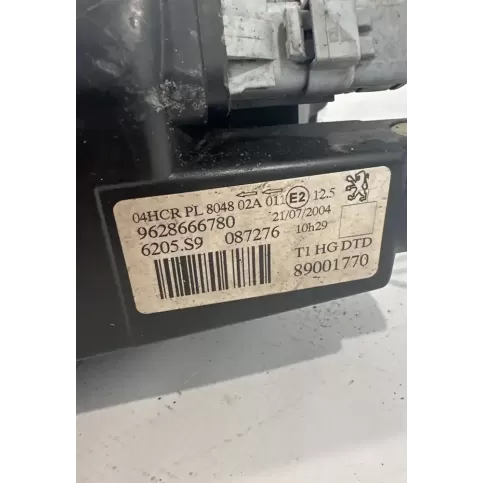 04HCR PL 8048 02A 011 E2 12.5
9628666780 21/07/2004
6205.S9 087276 10h29
T1 HG DTD
89001770